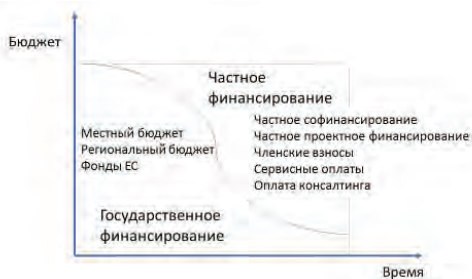 Бюджет
Частное
финансирование
Частное софинансирование
Частное проектное финансирование
Членские взносы
Сервисные оплаты
Оплата консалтинга
Местный бюджет
Региональный бюджет
Фонды ЕС
Государственное
финансирование
Время